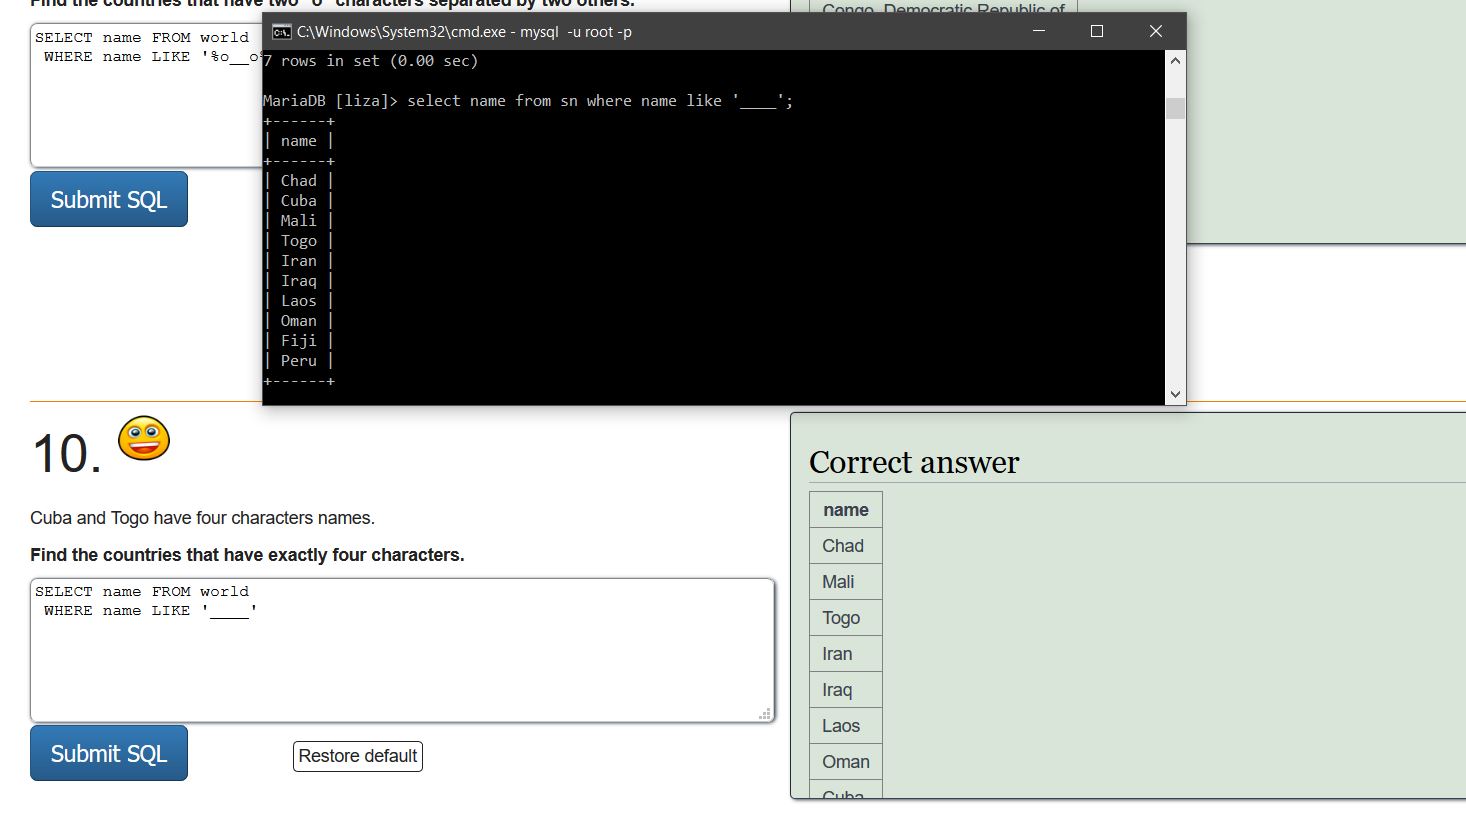 Find the countries that have two "o" characters separated by two others.
SELECT name FROM world
WHERE name LIKE '%o__o%
Submit SQL
Congo, Democratic Republic of
C:\Windows\System32\cmd.exe - mysql  -u root -p
7 rows in set (0.00 sec)
MariaDB [liza]> select name from sn where name like '____';
+------+
| name |
+------+
| Chad |
| Cuba |
| Mali |
| Togo |
| Iran |
| Iraq |
| Laos |
| Oman |
| Fiji |
| Peru |
+------+
10.
Cuba and Togo have four characters names.
Find the countries that have exactly four characters.
SELECT name FROM world
WHERE name LIKE '____'
Submit SQL
Restore default
Correct answer
name
Chad
Mali
Togo
Iran
Iraq
Laos
Oman
Cuba